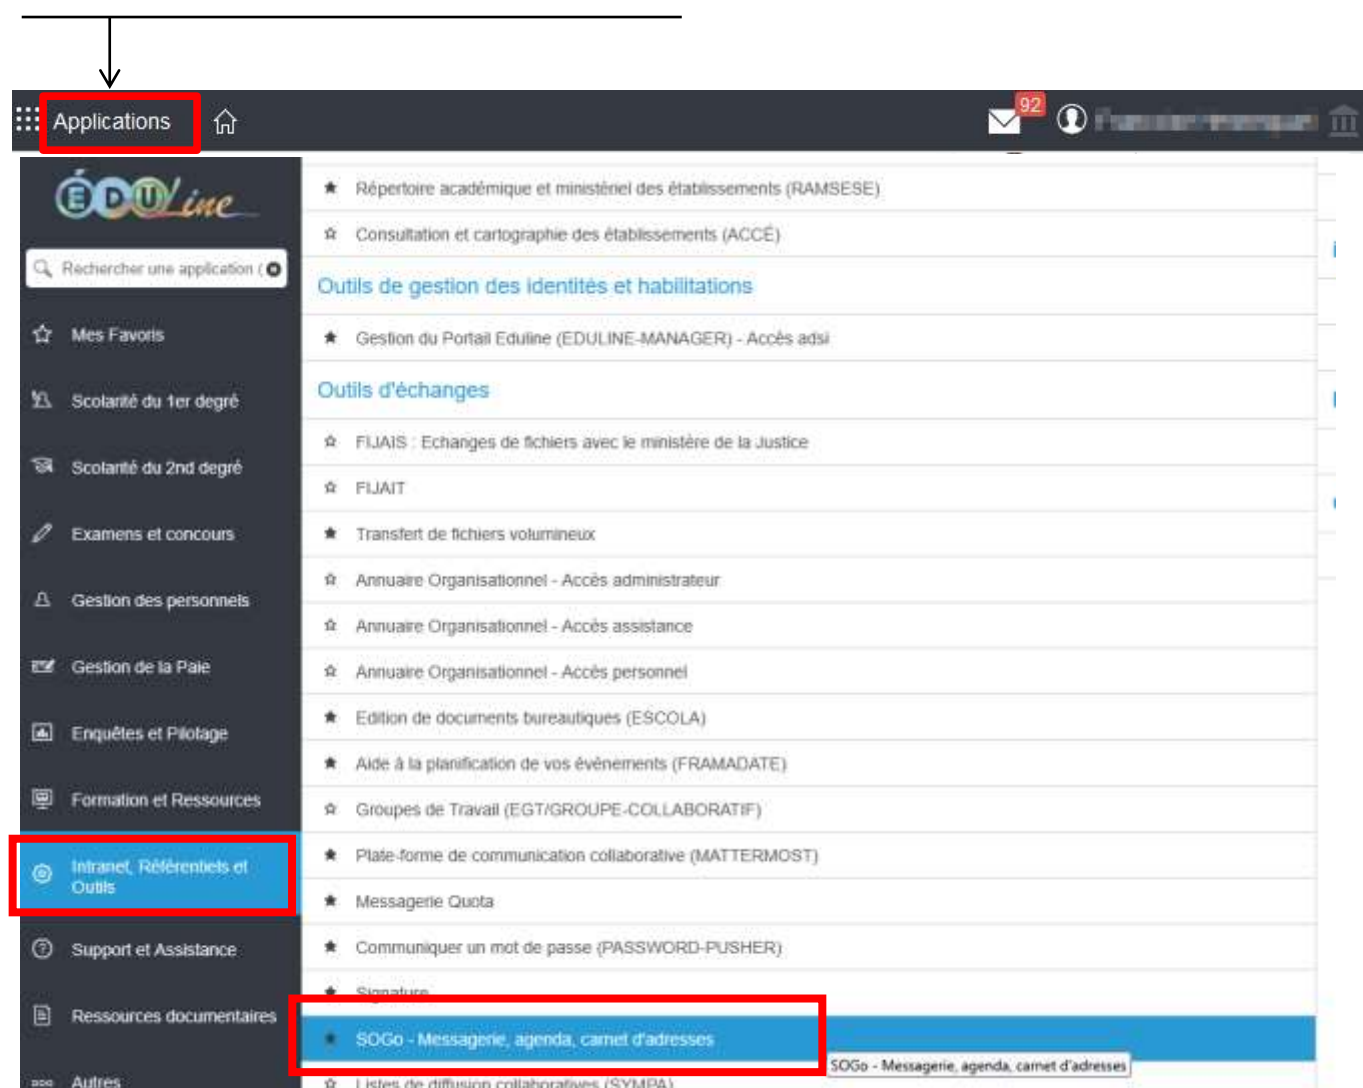 Applications
92
ÉDU'line
Répertoire académique et ministériel des établissements (RAMSESE)
Consultation et cartographie des établissements (ACCÉ)
Rechercher une application (
Outils de gestion des identités et habilitations
Mes Favoris
Gestion du Portail Eduline (EDULINE-MANAGER) - Accès adsi
Outils d'échanges
Scolarité du 1er degré
FIJAIS : Echanges de fichiers avec le ministère de la Justice
Scolarité du 2nd degré
FIJAIT
Examens et concours
Transfert de fichiers volumineux
Annuaire Organisationnel - Accès administrateur
Gestion des personnels
Annuaire Organisationnel - Accès assistance
Gestion de la Paie
Annuaire Organisationnel - Accès personnel
Edition de documents bureautiques (ESCOLA)
Enquêtes et Pilotage
Aide à la planification de vos évènements (FRAMADATE)
Formation et Ressources
Groupes de Travail (EGT/GROUPE-COLLABORATIF)
Plate-forme de communication collaborative (MATTERMOST)
Intranet, Référentiels et
Outils
Messagerie Quota
Support et Assistance
Communiquer un mot de passe (PASSWORD-PUSHER)
Signature
Ressources documentaires
SOGo - Messagerie, agenda, carnet d'adresses
SOGo - Messagerie, agenda, carnet d'adresses
Autres
Listes de diffusion collaboratives (SYMPA)